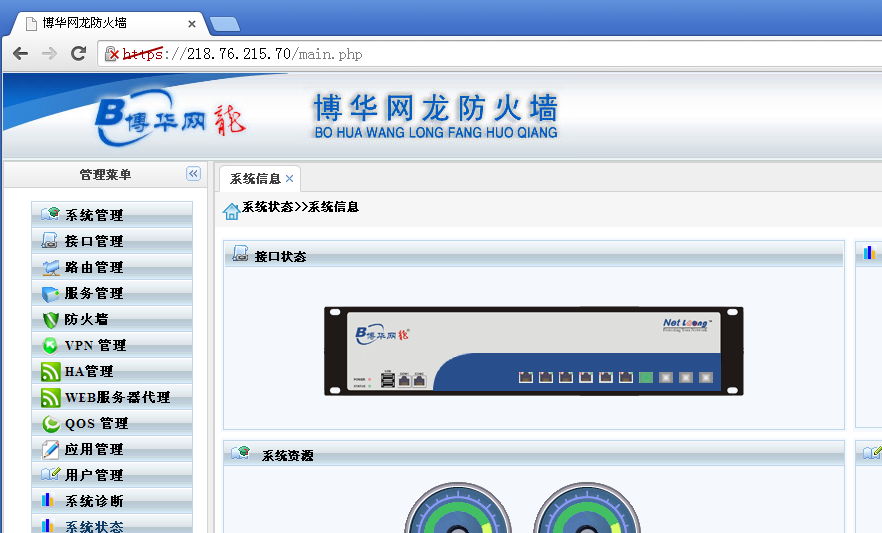 博华网龙防火墙
https://218.76.215.70/main.php
B博华网龙
博华网龙防火墙
BO HUA WANG LONG FANG HUO QIANG
管理菜单
系统信息
系统状态>>系统信息
系统管理
接口管理
路由管理
服务管理
防火墙
VPN 管理
HA管理
WEB服务器代理
QOS 管理
应用管理
用户管理
系统诊断
系统状态
接口状态
B博华网龙
Net Loong™
POWER
STATUS
系统资源